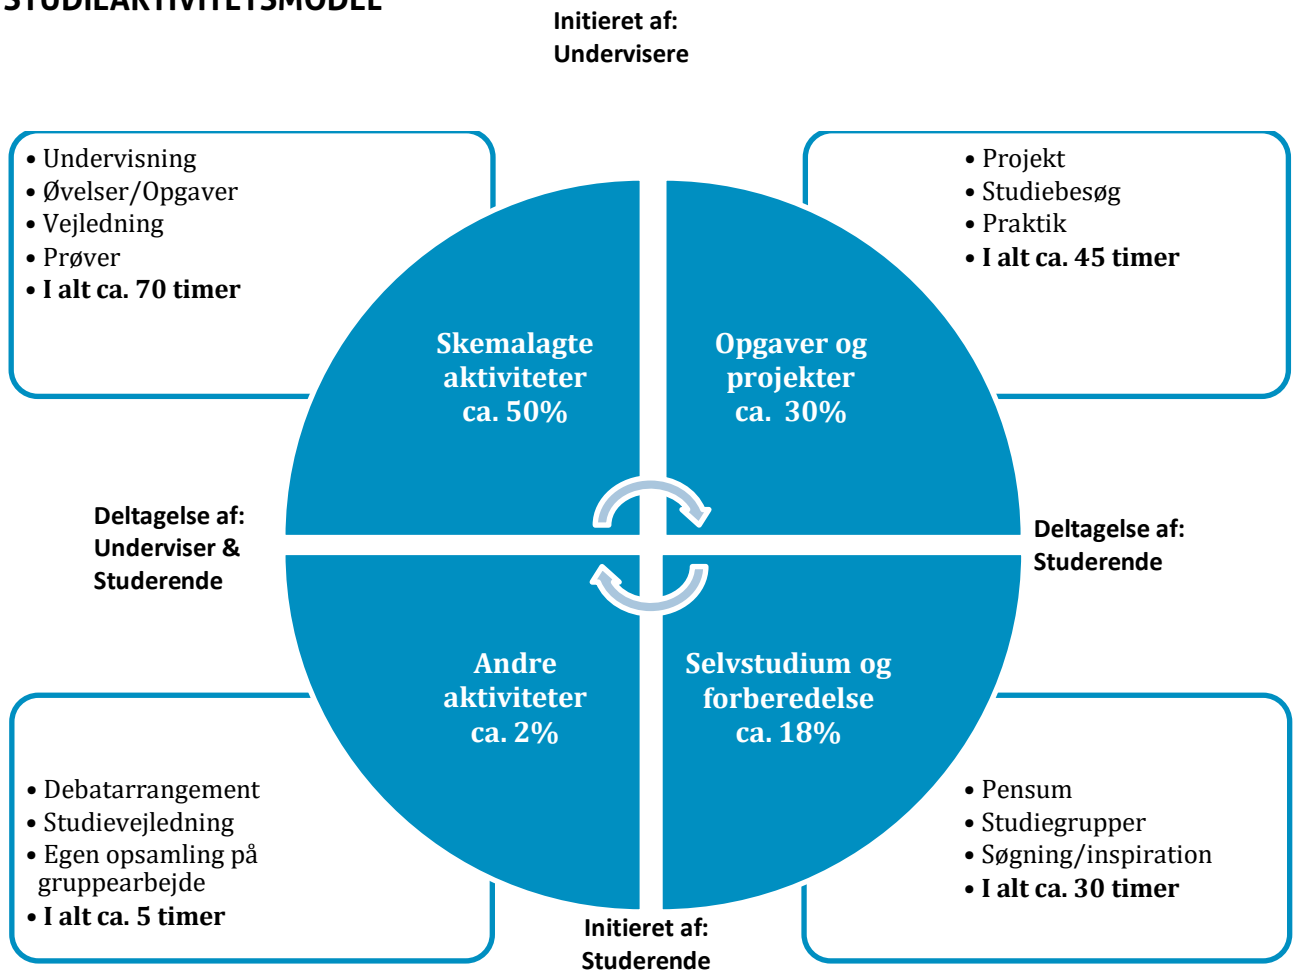 STUDIEAKTIVITETSMODEL
Initieret af:
Undervisere
• Undervisning
• Øvelser/Opgaver
• Vejledning
• Prøver
• I alt ca. 70 timer
• Projekt
• Studiebesøg
• Praktik
• I alt ca. 45 timer
Skemalagte
aktiviteter
ca. 50%
Opgaver og
projekter
ca. 30%
Deltagelse af:
Underviser &
Studerende
Deltagelse af:
Studerende
Andre
aktiviteter
ca. 2%
Selvstudium og
forberedelse
ca. 18%
• Debatarrangement
• Studievejledning
• Egen opsamling på
gruppearbejde
• I alt ca. 5 timer
• Pensum
• Studiegrupper
• Søgning/inspiration
• I alt ca. 30 timer
Initieret af:
Studerende